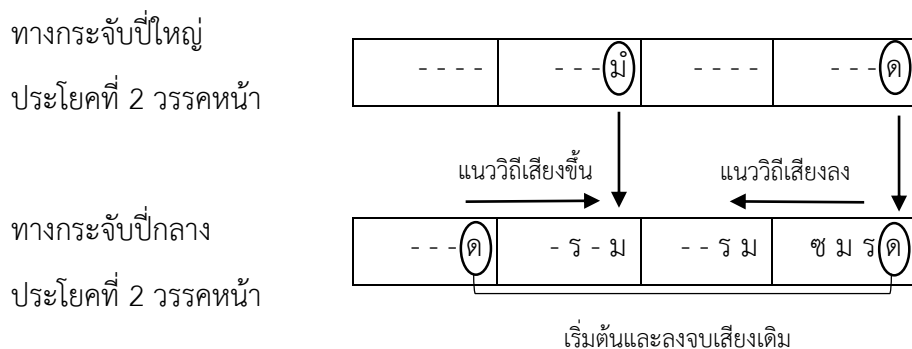 ทางกระจับปี่ใหญ่
ประโยคที่ 2 วรรคหน้า
- - - - - - - มํ - - - - - - - ด
แนววิถีเสียงขึ้น แนววิถีเสียงลง
ทางกระจับปี่กลาง
ประโยคที่ 2 วรรคหน้า
- - - ด - ร - ม - - ร ม ซ ม ร ด
เริ่มต้นและลงจบเสียงเดิม